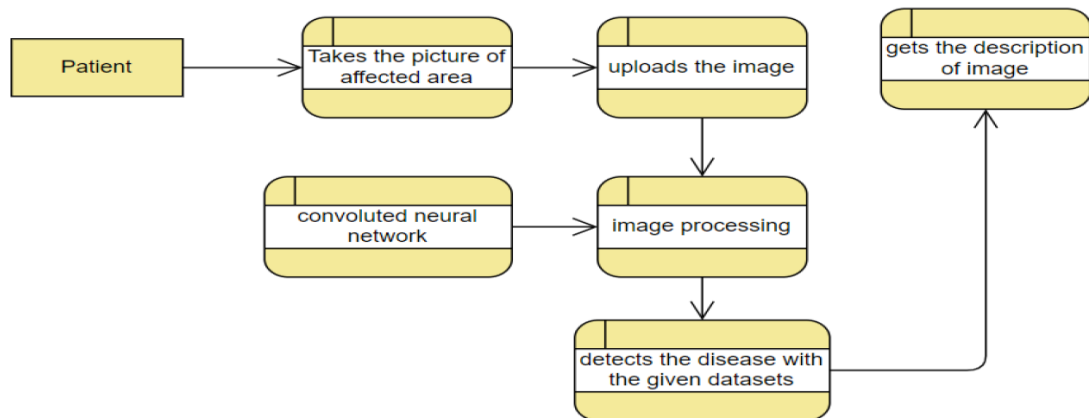 Patient
Takes the picture of
affected area
uploads the image
gets the description
of image
convoluted neural
network
image processing
detects the disease with
the given datasets